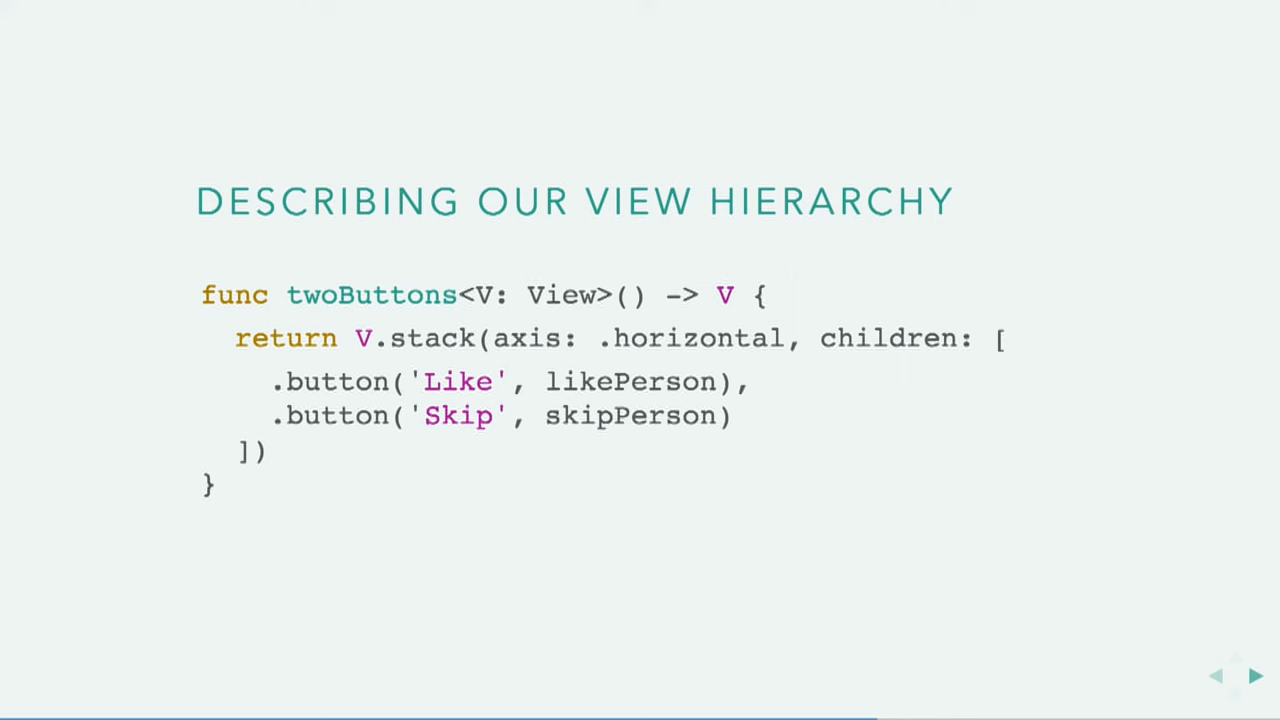 DESCRIBING OUR VIEW HIERARCHY
func twoButtons<V: View>() -> V {
return V.stack(axis: .horizontal, children: [
.button('Like', likePerson),
.button('Skip', skipPerson)
])
}